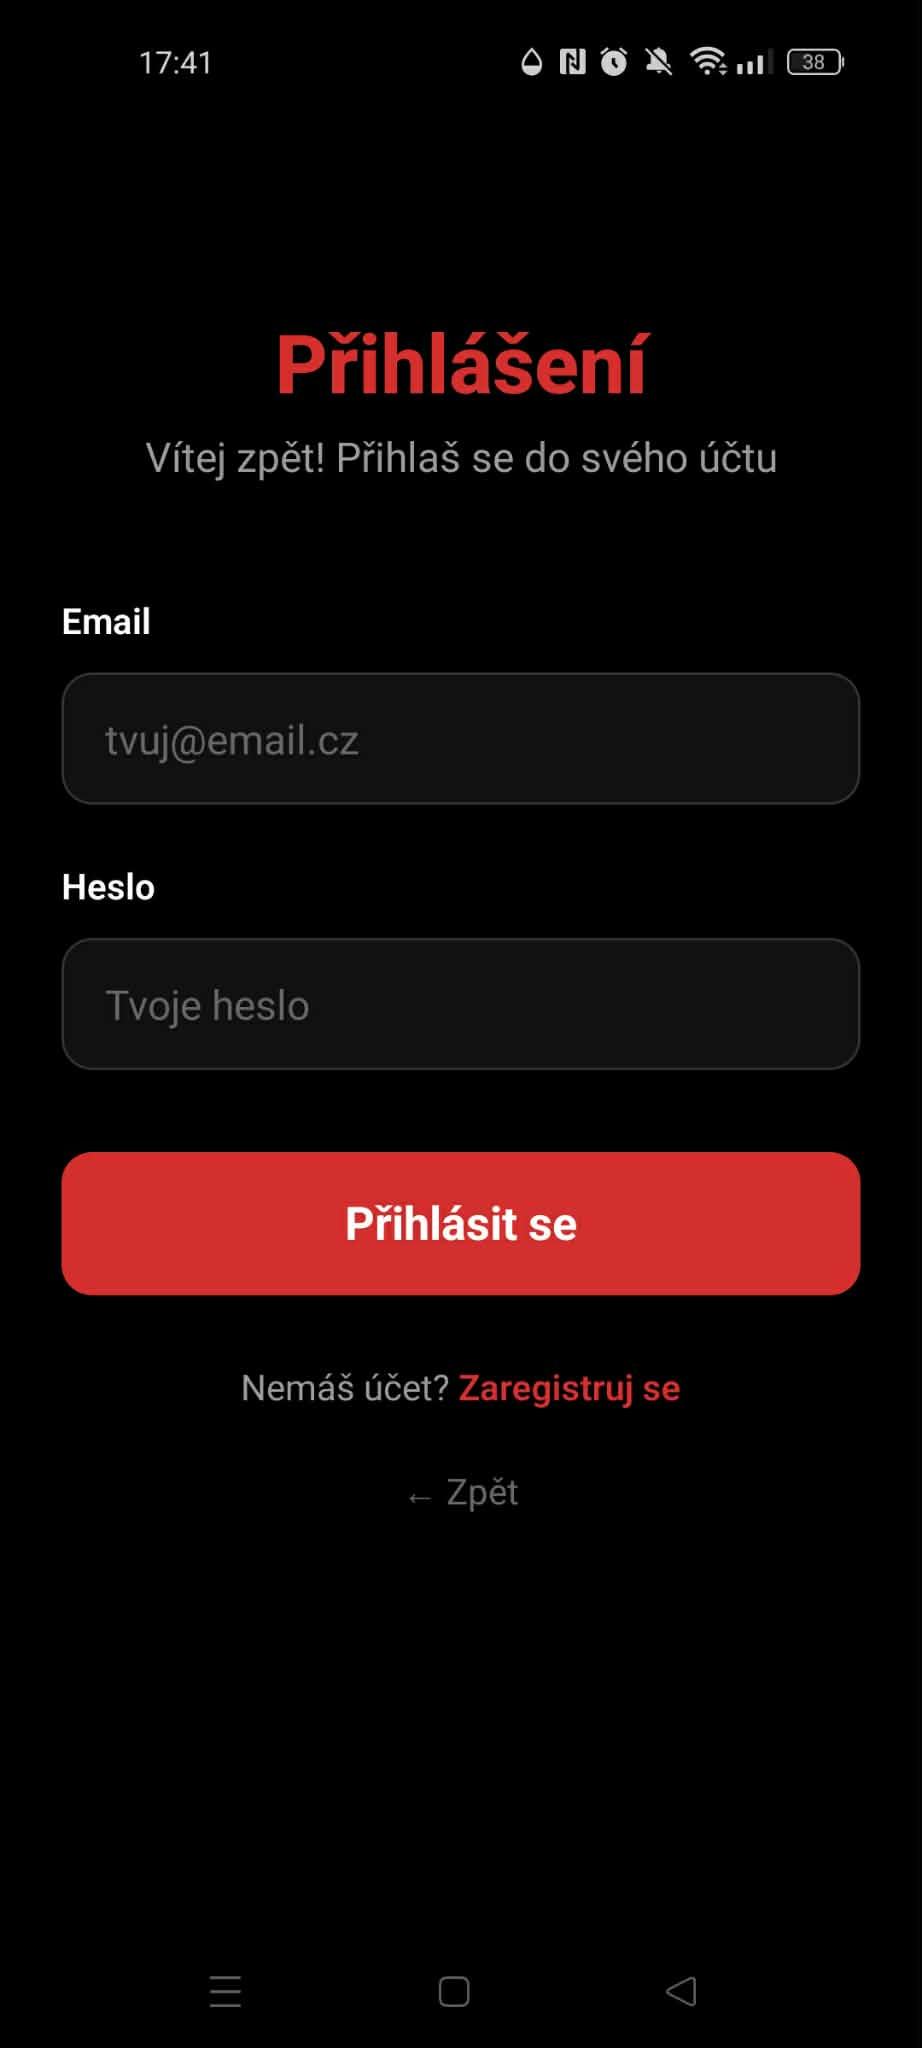 17:41
38
Přihlášení
Vítej zpět! Přihlaš se do svého účtu
Email
tvuj@email.cz
Heslo
Tvoje heslo
Přihlásit se
Nemáš účet? Zaregistruj se
← Zpět